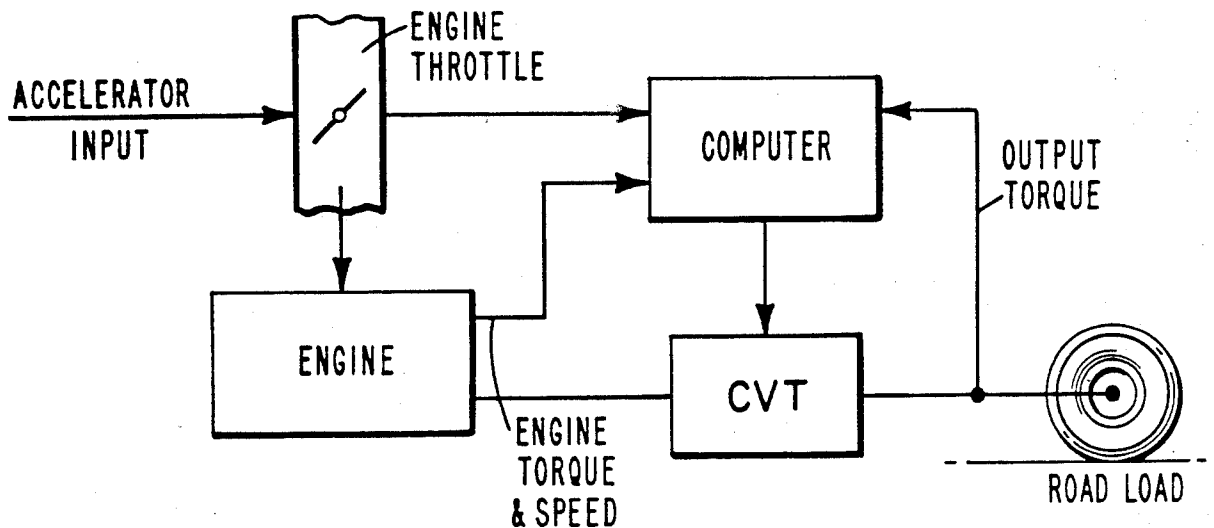 ENGINE
THROTTLE
ACCELERATOR
INPUT
COMPUTER
OUTPUT
TORQUE
ENGINE
CVT
ENGINE
TORQUE
& SPEED
ROAD LOAD